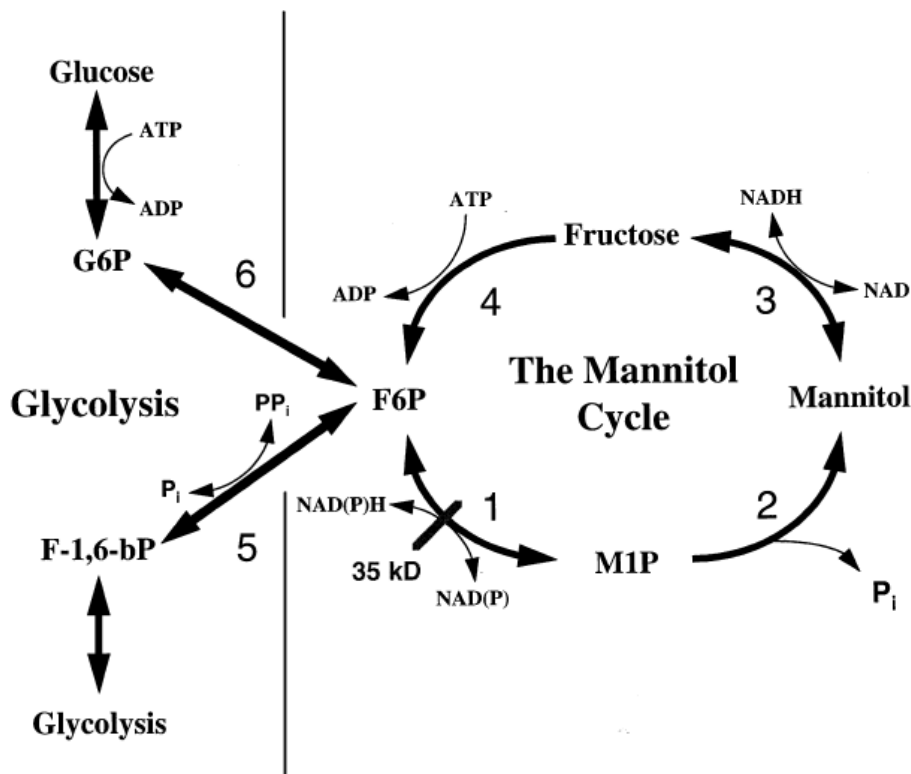 Glucose
ATP
ADP
G6P
6
Glycolysis
PPi
Pi
5
F-1,6-bP
Glycolysis
ATP
ADP
4
Fructose
NADH
NAD
3
The Mannitol
Cycle
F6P
Mannitol
NAD(P)H
1
35 kD
NAD(P)
M1P
2
Pi